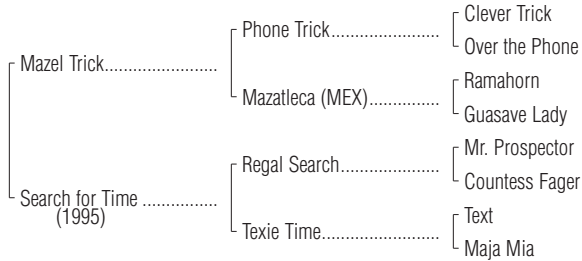 Clever Trick
Phone Trick
Over the Phone
Mazel Trick
Ramahorn
Mazatleca (MEX)
Guasave Lady
Mr. Prospector
Regal Search
Countess Fager
Search for Time
(1995)
Text
Texie Time
Maja Mia